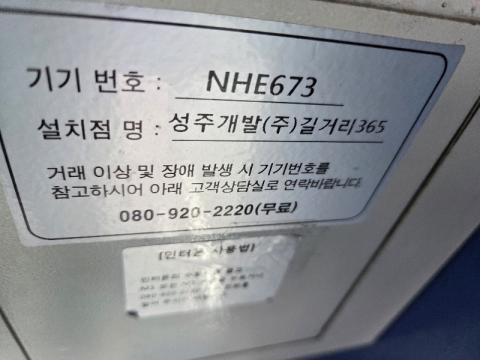 기기 번호 : NHE673
설치점 명 : 성주개발(주)길거리365
거래 이상 및 장애 발생 시 기기번호를
참고하시어 아래 고객상담실로 연락바랍니다.
080-920-2220(무료)
(인터폰 사용법)